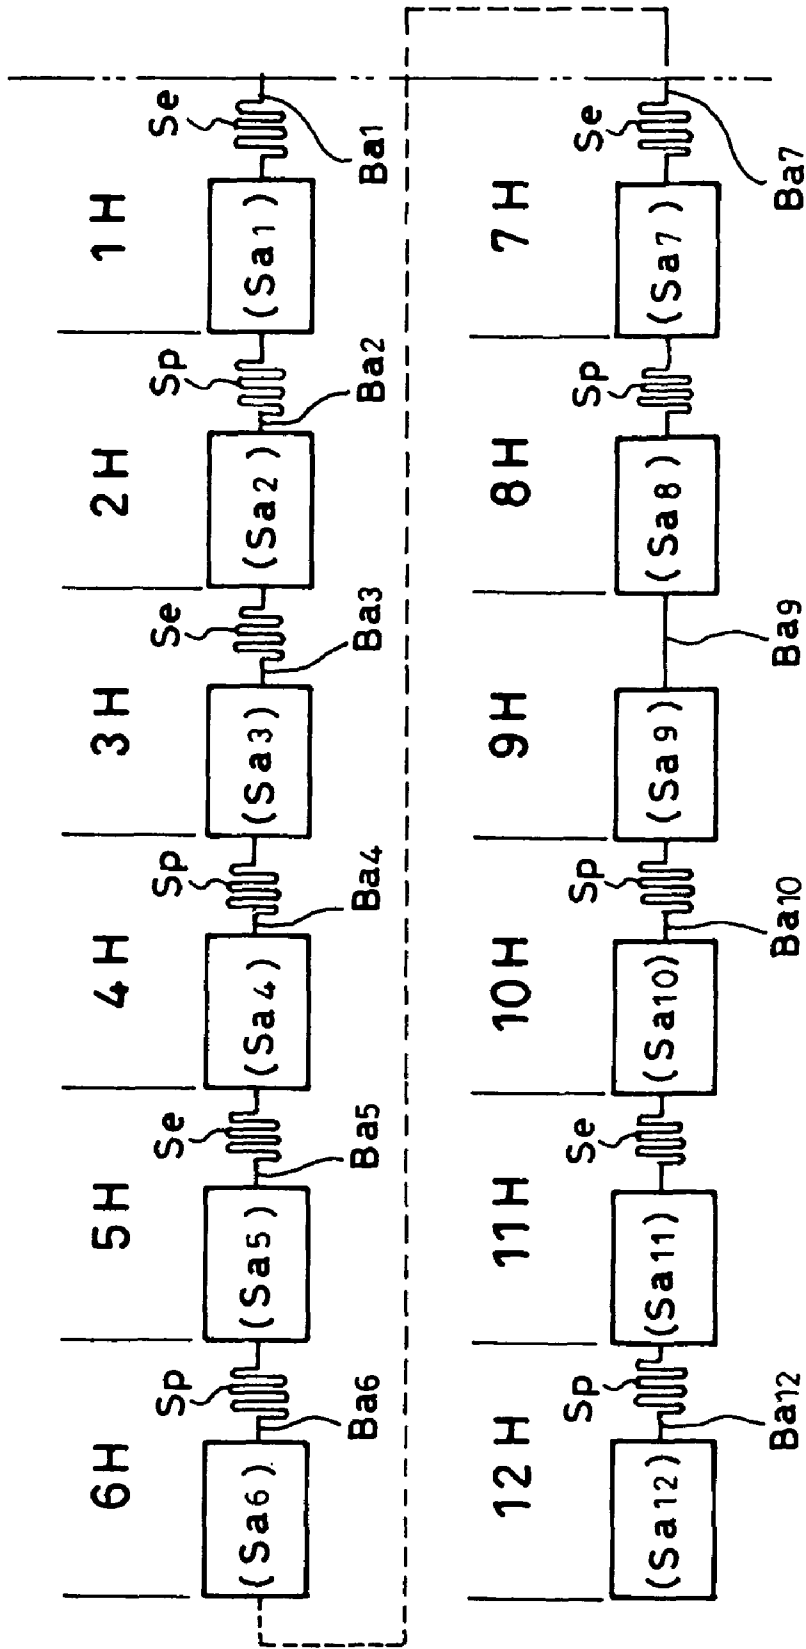 6H 5H 4H 3H 2H 1H
Sp Se Sp Se Sp Se
(Sa6) (Sa5) (Sa4) (Sa3) (Sa2) (Sa1)
Ba6 Ba5 Ba4 Ba3 Ba2 Ba1
12H 11H 10H 9H 8H 7H
Sp Se Sp Sp Se
(Sa12) (Sa11) (Sa10) (Sa9) (Sa8) (Sa7)
Ba12 Ba10 Ba9 Ba7